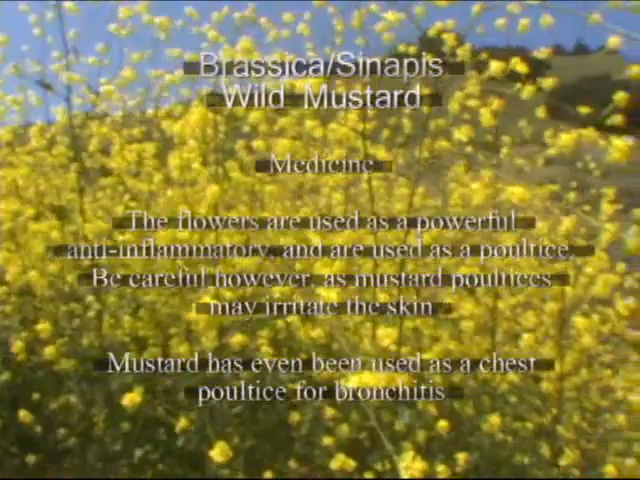 Brassica/Sinapis
Wild Mustard
Medicine
The flowers are used as a powerful
anti-inflammatory, and are used as a poultice.
Be careful however, as mustard poultices
may irritate the skin
Mustard has even been used as a chest
poultice for bronchitis